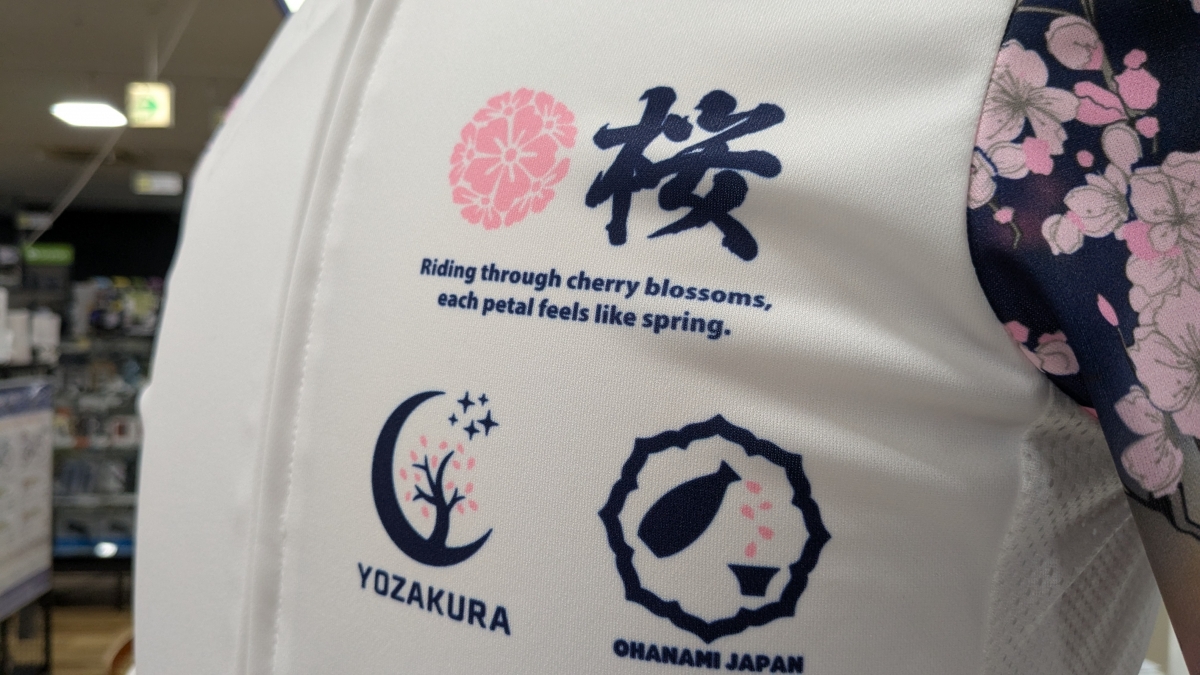 桜
Riding through cherry blossoms,
each petal feels like spring.
YOZAKURA
OHANAMI JAPAN